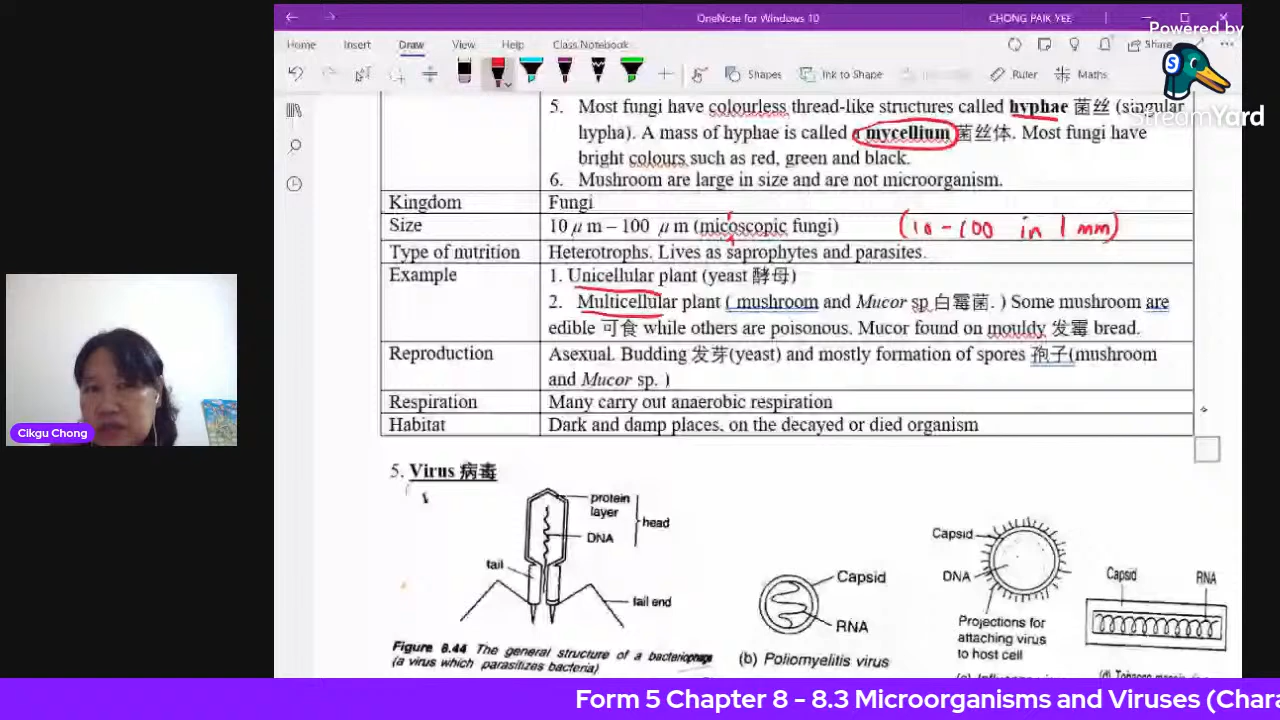 OneNote for Windows 10
CHONG PAIK YEE
Powered by
StreamYard
Home Insert Draw View Help Class Notebook Share
Shapes Ink to Shape Ruler Maths
5. Most fungi have colourless thread-like structures called hyphae 菌丝 (singular
hypha). A mass of hyphae is called a mycellium 菌丝体. Most fungi have
bright colours such as red, green and black.
6. Mushroom are large in size and are not microorganism.
Kingdom Fungi
Size 10 μ m – 100 μ m (micoscopic fungi) (10 - 100 in 1 mm)
r
Type of nutrition Heterotrophs. Lives as saprophytes and parasites.
Example 1. Unicellular plant (yeast 酵母)
2. Multicellular plant ( mushroom and Mucor sp 白霉菌. ) Some mushroom are
edible 可食 while others are poisonous. Mucor found on mouldy 发霉 bread.
Reproduction Asexual. Budding 发芽(yeast) and mostly formation of spores 孢子(mushroom
and Mucor sp. )
Respiration Many carry out anaerobic respiration
Habitat Dark and damp places. on the decayed or died organism
5. Virus 病毒
protein
layer
head
DNA
tail
tail end
Figure 8.44 The general structure of a bacteriophage
(a virus which parasitizes bacteria)
Capsid
RNA
(b) Poliomyelitis virus
Capsid
DNA
Projections for
attaching virus
to host cell
Capsid RNA
Cikgu Chong
Form 5 Chapter 8 - 8.3 Microorganisms and Viruses (Chara